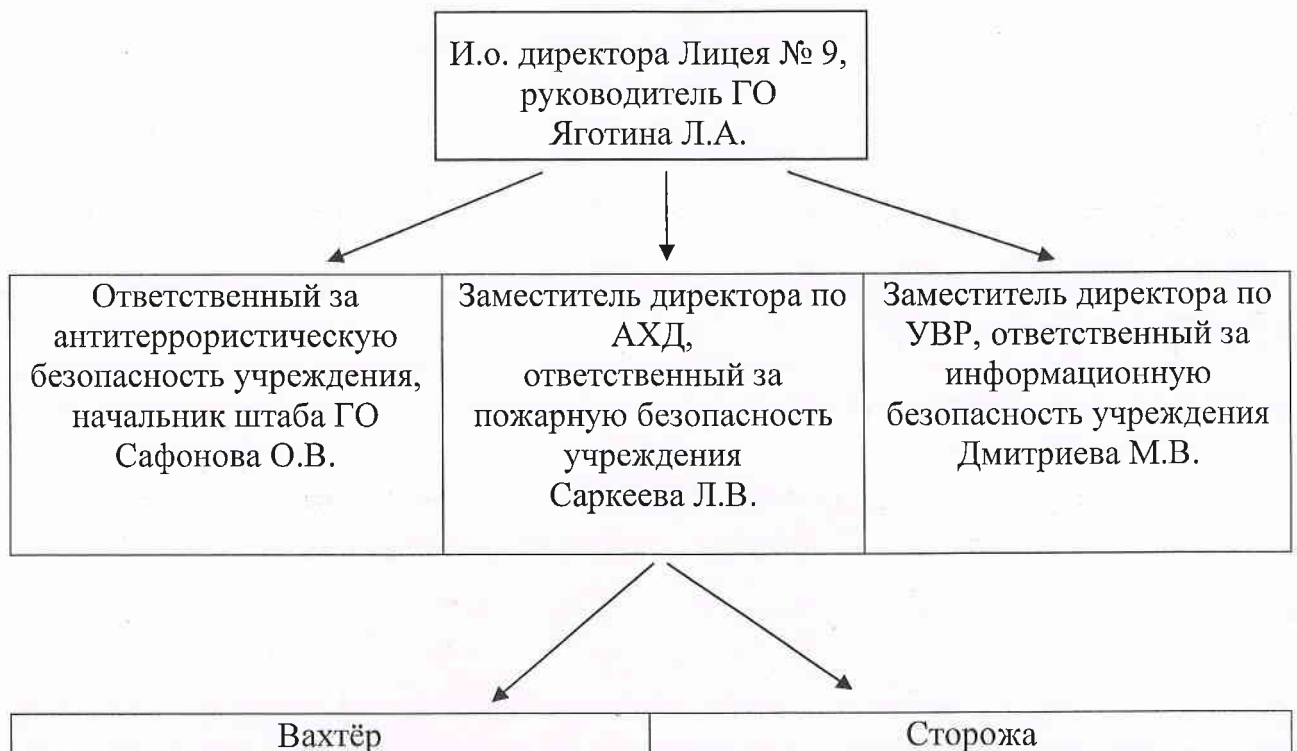 И.о. директора Лицея № 9,
руководитель ГО
Яготина Л.А.
Ответственный за
антитеррористическую
безопасность учреждения,
начальник штаба ГО
Сафонова О.В.
Заместитель директора по
АХД,
ответственный за
пожарную безопасность
учреждения
Саркеева Л.В.
Заместитель директора по
УВР, ответственный за
информационную
безопасность учреждения
Дмитриева М.В.
Вахтёр
Сторожа